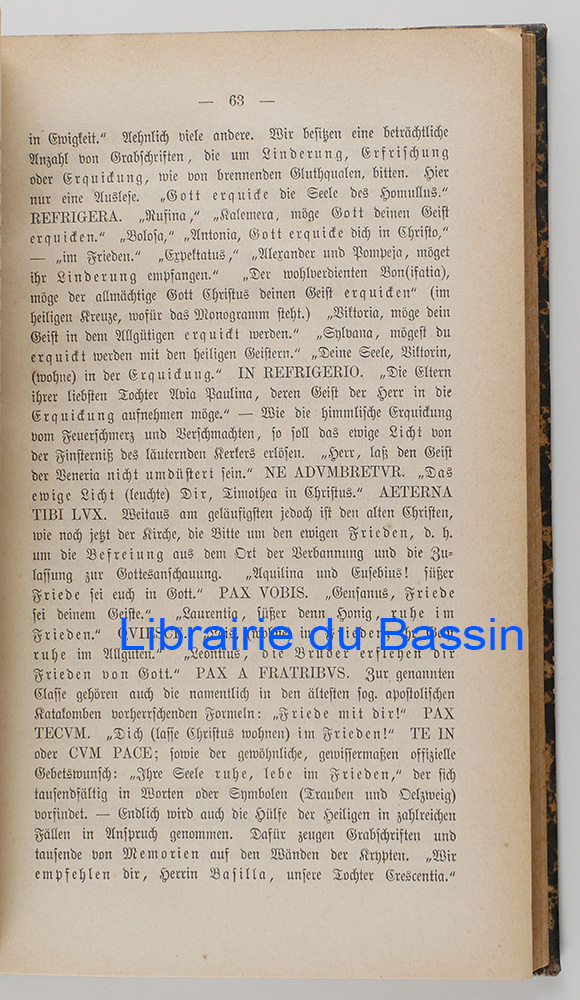 — 63 —
in Ewigkeit.“ Aehnlich viele andere. Wir besitzen eine beträchtliche
Anzahl von Grabschriften, die um Linderung, Erfrischung
oder Erquickung, wie von brennenden Gluthqualen, bitten. Hier
nur eine Auslese. „Gott erquicke die Seele des Homullus.“
REFRIGERA. „Rufina,“ „Kalemera, möge Gott deinen Geist
erquicken.“ „Bolosa,“ „Antonia, Gott erquicke dich in Christo,“
— „im Frieden.“ „Expektatus,“ „Alexander und Pompeja, möget
ihr Linderung empfangen.“ „Der wohlverdienten Bon(ifatia),
möge der allmächtige Gott Christus deinen Geist erquicken“ (im
heiligen Kreuze, wofür das Monogramm steht.) „Viktoria, möge dein
Geist in dem Allgütigen erquickt werden.“ „Sylvana, mögest du
erquickt werden mit den heiligen Geistern.“ „Deine Seele, Viktorin,
(wohne) in der Erquickung.“ IN REFRIGERIO. „Die Eltern
ihrer liebsten Tochter Avia Paulina, deren Geist der Herr in die
Erquickung aufnehmen möge.“ — Wie die himmlische Erquickung
vom Feuerschmerz und Verschmachten, so soll das ewige Licht von
der Finsterniß des läuternden Kerkers erlösen. „Herr, laß den Geist
der Veneria nicht umdüstert sein.“ NE ADVMBRETVR. „Das
ewige Licht (leuchte) Dir, Timothea in Christus.“ AETERNA
TIBI LVX. Weitaus am geläufigsten jedoch ist den alten Christen,
wie noch jetzt der Kirche, die Bitte um den ewigen Frieden, d. h.
um die Befreiung aus dem Ort der Verbannung und die Zu-
lassung zur Gottesanschauung. „Aquilina und Eusebius! süßer
Friede sei euch in Gott.“ PAX VOBIS. „Gensanus, Friede
sei deinem Geiste.“ „Laurentia, süßer denn Honig, ruhe im
Frieden.“ QVIESCE. in Frieden, ihr Geist
ruhe im Allguten.“ „Leontius, die Brüder erflehen dir
Frieden von Gott.“ PAX A FRATRIBVS. Zur genannten
Classe gehören auch die namentlich in den ältesten sog. apostolischen
Katakomben vorherrschenden Formeln: „Friede mit dir!“ PAX
TECVM. „Dich (lasse Christus wohnen) im Frieden!“ TE IN
oder CVM PACE; sowie der gewöhnliche, gewissermaßen offizielle
Gebetswunsch: „Ihre Seele ruhe, lebe im Frieden,“ der sich
tausendfältig in Worten oder Symbolen (Trauben und Oelzweig)
vorfindet. — Endlich wird auch die Hülfe der Heiligen in zahlreichen
Fällen in Anspruch genommen. Dafür zeugen Grabschriften und
tausende von Memorien auf den Wänden der Krypten. „Wir
empfehlen dir, Herrin Basilla, unsere Tochter Crescentia.“
Librairie du Bassin